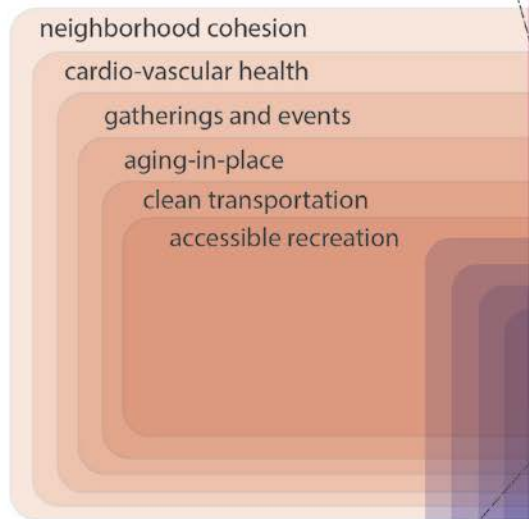 neighborhood cohesion
cardio-vascular health
gatherings and events
aging-in-place
clean transportation
accessible recreation